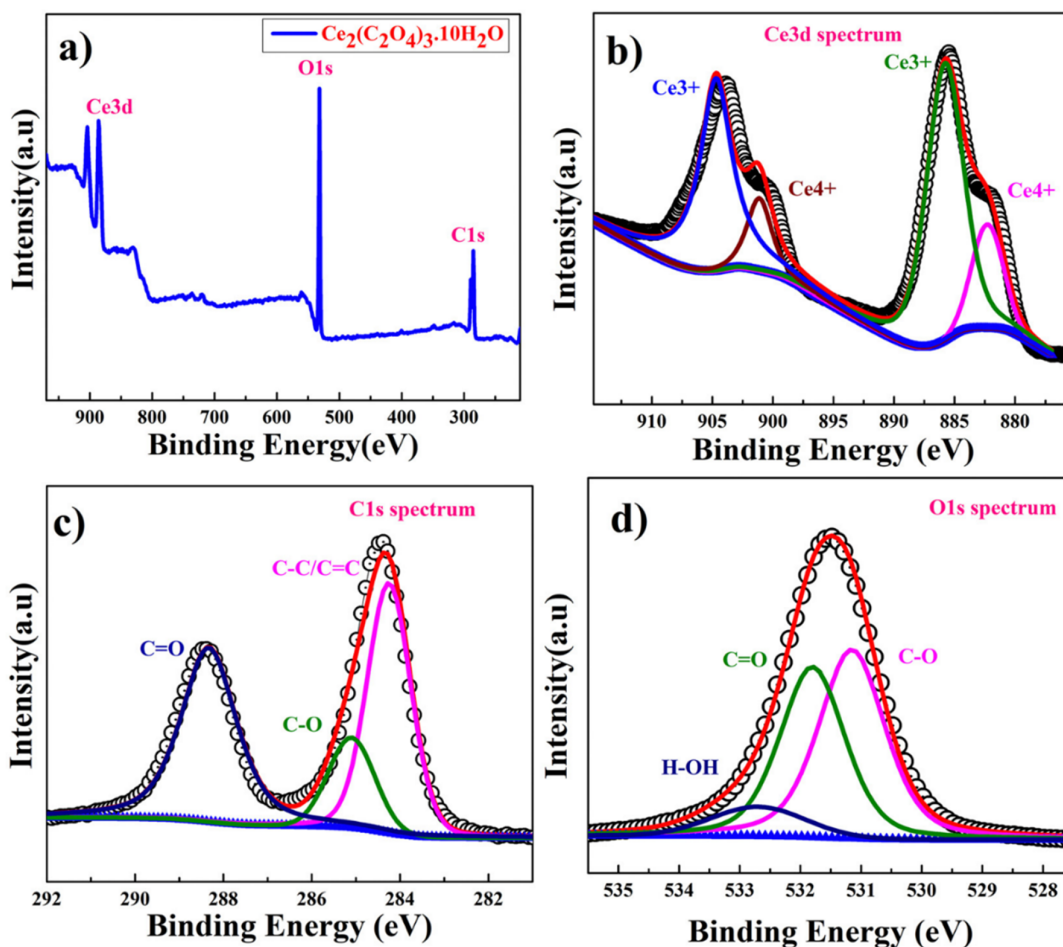 a)
Ce2(C2O4)3.10H2O
O1s
Ce3d
C1s
Intensity(a.u)
900 800 700 600 500 400 300
Binding Energy(eV)
b)
Ce3d spectrum
Ce3+
Ce3+
Ce4+
Ce4+
Intensity(a.u)
910 905 900 895 890 885 880
Binding Energy (eV)
c)
C1s spectrum
C-C/C=C
C=O
C-O
Intensity(a.u)
292 290 288 286 284 282
Binding Energy (eV)
d)
O1s spectrum
C=O
C-O
H-OH
Intensity(a.u)
535 534 533 532 531 530 529 528
Binding Energy (eV)